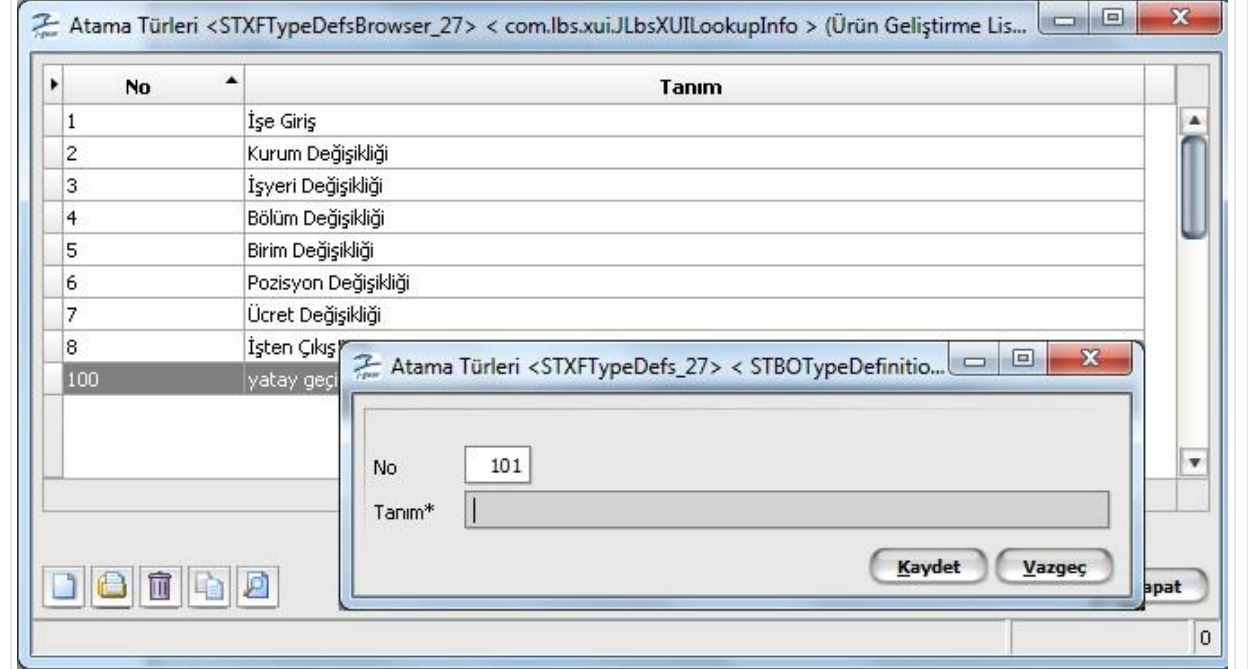 Atama Türleri <STXFTypeDefsBrowser_27> < com.lbs.xui.JLbsXUILookupInfo > (Ürün Geliştirme Lis...
No Tanım
1 İşe Giriş
2 Kurum Değişikliği
3 İşyeri Değişikliği
4 Bölüm Değişikliği
5 Birim Değişikliği
6 Pozisyon Değişikliği
7 Ücret Değişikliği
8 İşten Çıkış
100 yatay geçi
Atama Türleri <STXFTypeDefs_27> < STBOTypeDefinitio...
No 101
Tanım*
Kaydet Vazgeç
apat
0